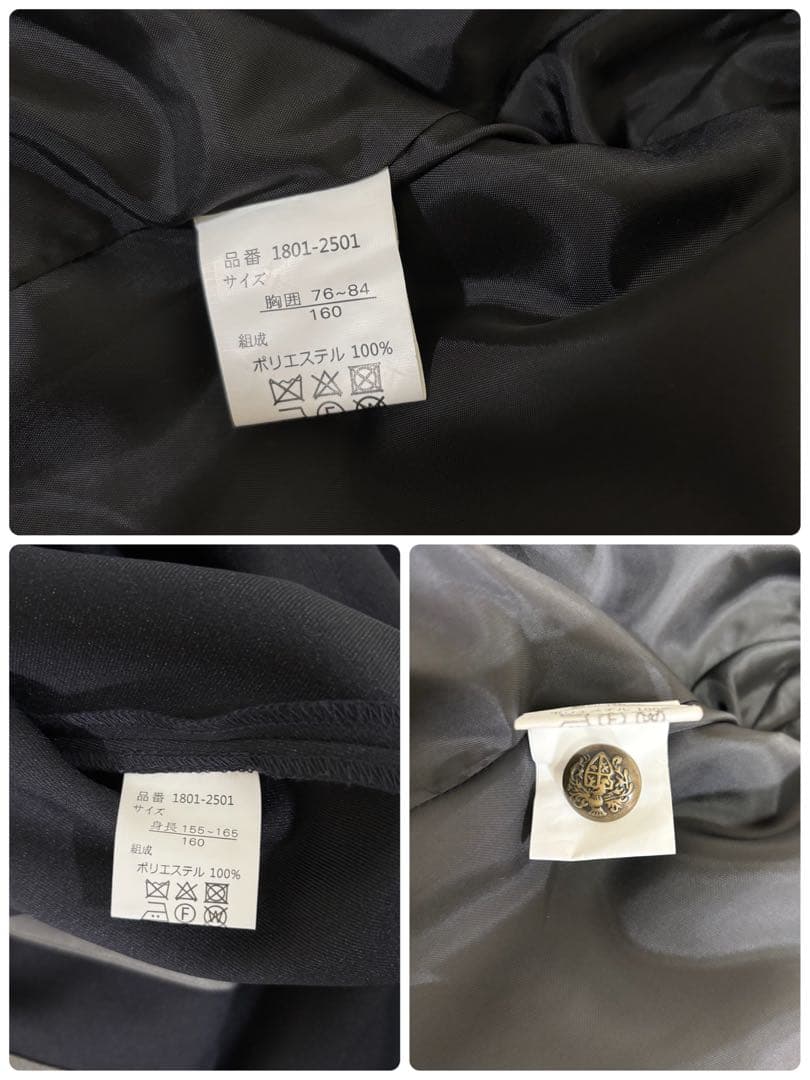 品番 1801-2501
サイズ
胸囲 76~84
160
組成
ポリエステル 100%
F
W
品番 1801-2501
サイズ
身長 155~165
160
組成
ポリエステル 100%
F
W